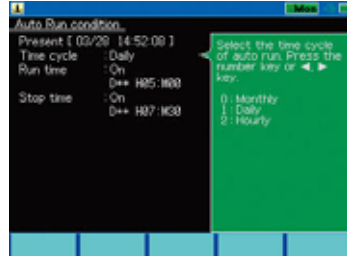 1
Mon
Auto Run condition
Present [ 03/28 14:52:08 ]
Time cycle :Daily
Run time :On
D** H05:M00
Stop time :On
D** H07:M30
Select the time cycle
of auto run. Press the
number key or ◄, ►
key.
0:Monthly
1:Daily
2:Hourly